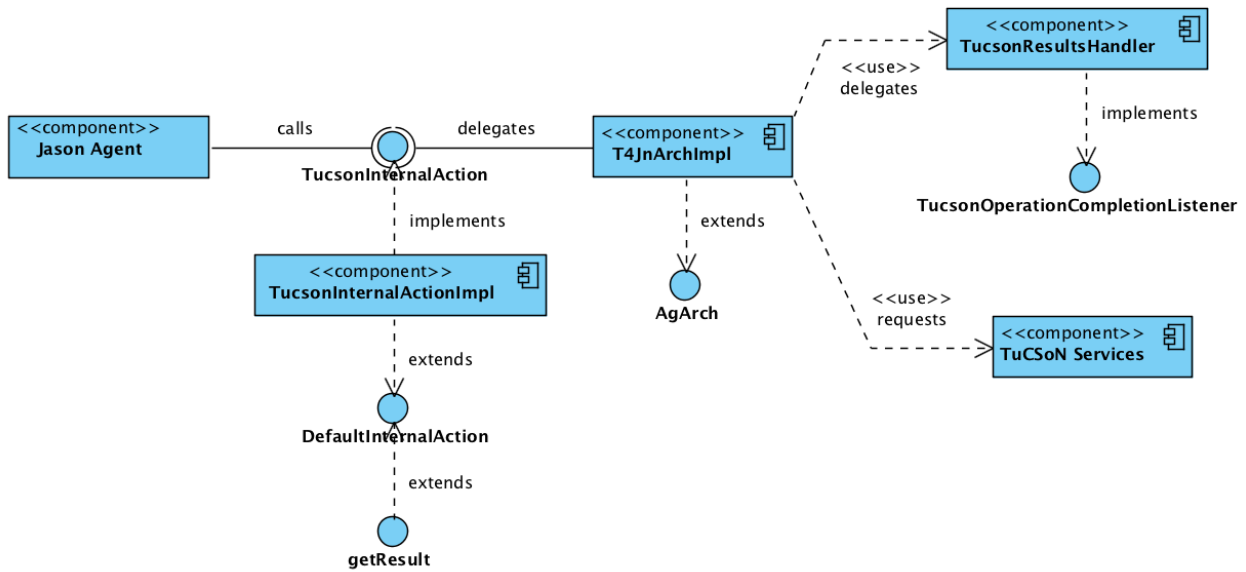 <<component>>
TucsonResultsHandler
<<use>>
delegates
implements
<<component>>
Jason Agent
calls
delegates
<<component>>
T4JnArchImpl
TucsonInternalAction
TucsonOperationCompletionListener
implements
extends
<<component>>
TucsonInternalActionImpl
AgArch
<<use>>
requests
<<component>>
TuCSoN Services
extends
DefaultInternalAction
extends
getResult